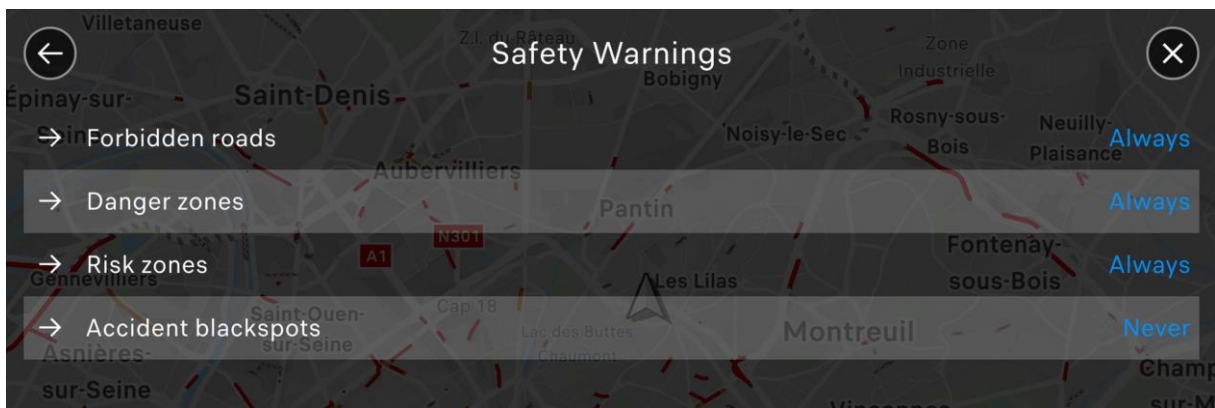 Villetaneuse
Z.I. du Râteau
Safety Warnings
Zone
Industrielle
Bobigny
Épinay-sur-
Seine
Saint-Denis
Noisy-le-Sec
Rosny-sous-
Bois
Neuilly-
Plaisance
Forbidden roads
Always
Aubervilliers
Danger zones
Always
Pantin
N301
A1
Fontenay-
sous-Bois
Risk zones
Always
Gennevilliers
Les Lilas
Cap 18
Saint-Ouen-
sur-Seine
Accident blackspots
Never
Lac des Buttes
Chaumont
Montreuil
Asnières-
sur-Seine
Champ
sur-M
Vincennes